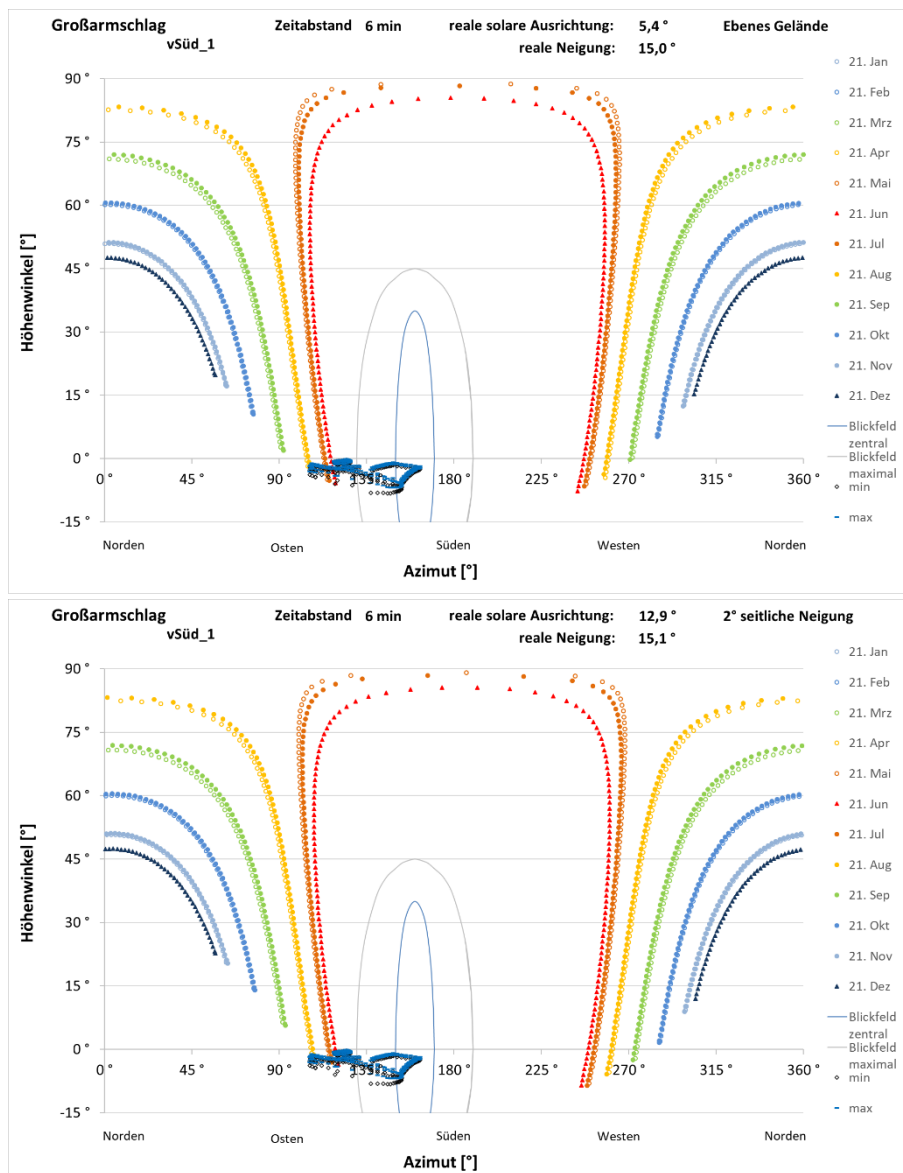 Großarmschlag Zeitabstand 6 min reale solare Ausrichtung: 5,4 ° Ebenes Gelände
vSüd_1 reale Neigung: 15,0 °
90 °
75 °
60 °
45 °
30 °
15 °
0 °
-15 °
Höhenwinkel [°]
0 ° 45 ° 90 ° 135 ° 180 ° 225 ° 270 ° 315 ° 360 °
Norden Osten Süden Westen Norden
Azimut [°]
21. Jan
21. Feb
21. Mrz
21. Apr
21. Mai
21. Jun
21. Jul
21. Aug
21. Sep
21. Okt
21. Nov
21. Dez
Blickfeld
zentral
Blickfeld
maximal
min
max
Großarmschlag Zeitabstand 6 min reale solare Ausrichtung: 12,9 ° 2° seitliche Neigung
vSüd_1 reale Neigung: 15,1 °
90 °
75 °
60 °
45 °
30 °
15 °
0 °
-15 °
Höhenwinkel [°]
0 ° 45 ° 90 ° 135 ° 180 ° 225 ° 270 ° 315 ° 360 °
Norden Osten Süden Westen Norden
Azimut [°]
21. Jan
21. Feb
21. Mrz
21. Apr
21. Mai
21. Jun
21. Jul
21. Aug
21. Sep
21. Okt
21. Nov
21. Dez
Blickfeld
zentral
Blickfeld
maximal
min
max